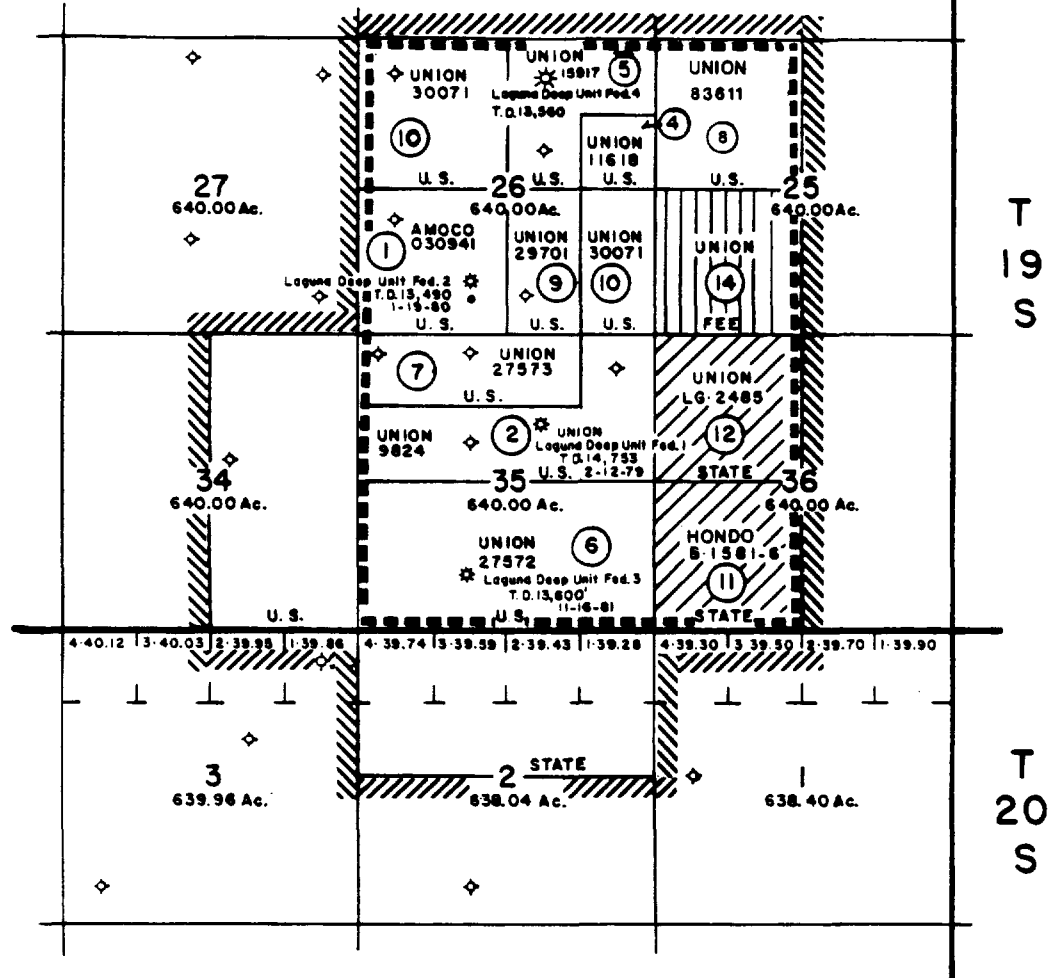 UNION
30071
10
U.S.
UNION
15917
5
Laguna Deep Unit Fed. 4
T.D. 13,560
U.S.
4
UNION
11618
U.S.
UNION
83611
8
U.S.
27
640.00 Ac.
26
640.00 Ac.
25
640.00 Ac.
T
19
S
AMOCO
030941
1
Laguna Deep Unit Fed. 2
T.D. 13,490
1-19-80
U.S.
UNION
29701
9
U.S.
UNION
30071
10
U.S.
UNION
14
FEE
UNION
27573
7
U.S.
UNION
9824
2
UNION
Laguna Deep Unit Fed. 1
T.D. 14,753
U.S. 2-12-79
UNION
LG-2485
12
STATE
34
640.00 Ac.
35
640.00 Ac.
36
640.00 Ac.
UNION
27572
6
Laguna Deep Unit Fed. 3
T.D. 13,600'
11-16-81
U.S.
HONDO
11
STATE
U.S.
4·40.12 3·40.03 2·39.95 1·39.86 4·39.74 3·39.59 2·39.43 1·39.28 4·39.30 3·39.50 2·39.70 1·39.90
3
639.96 Ac.
STATE
2
638.04 Ac.
1
638.40 Ac.
T
20
S